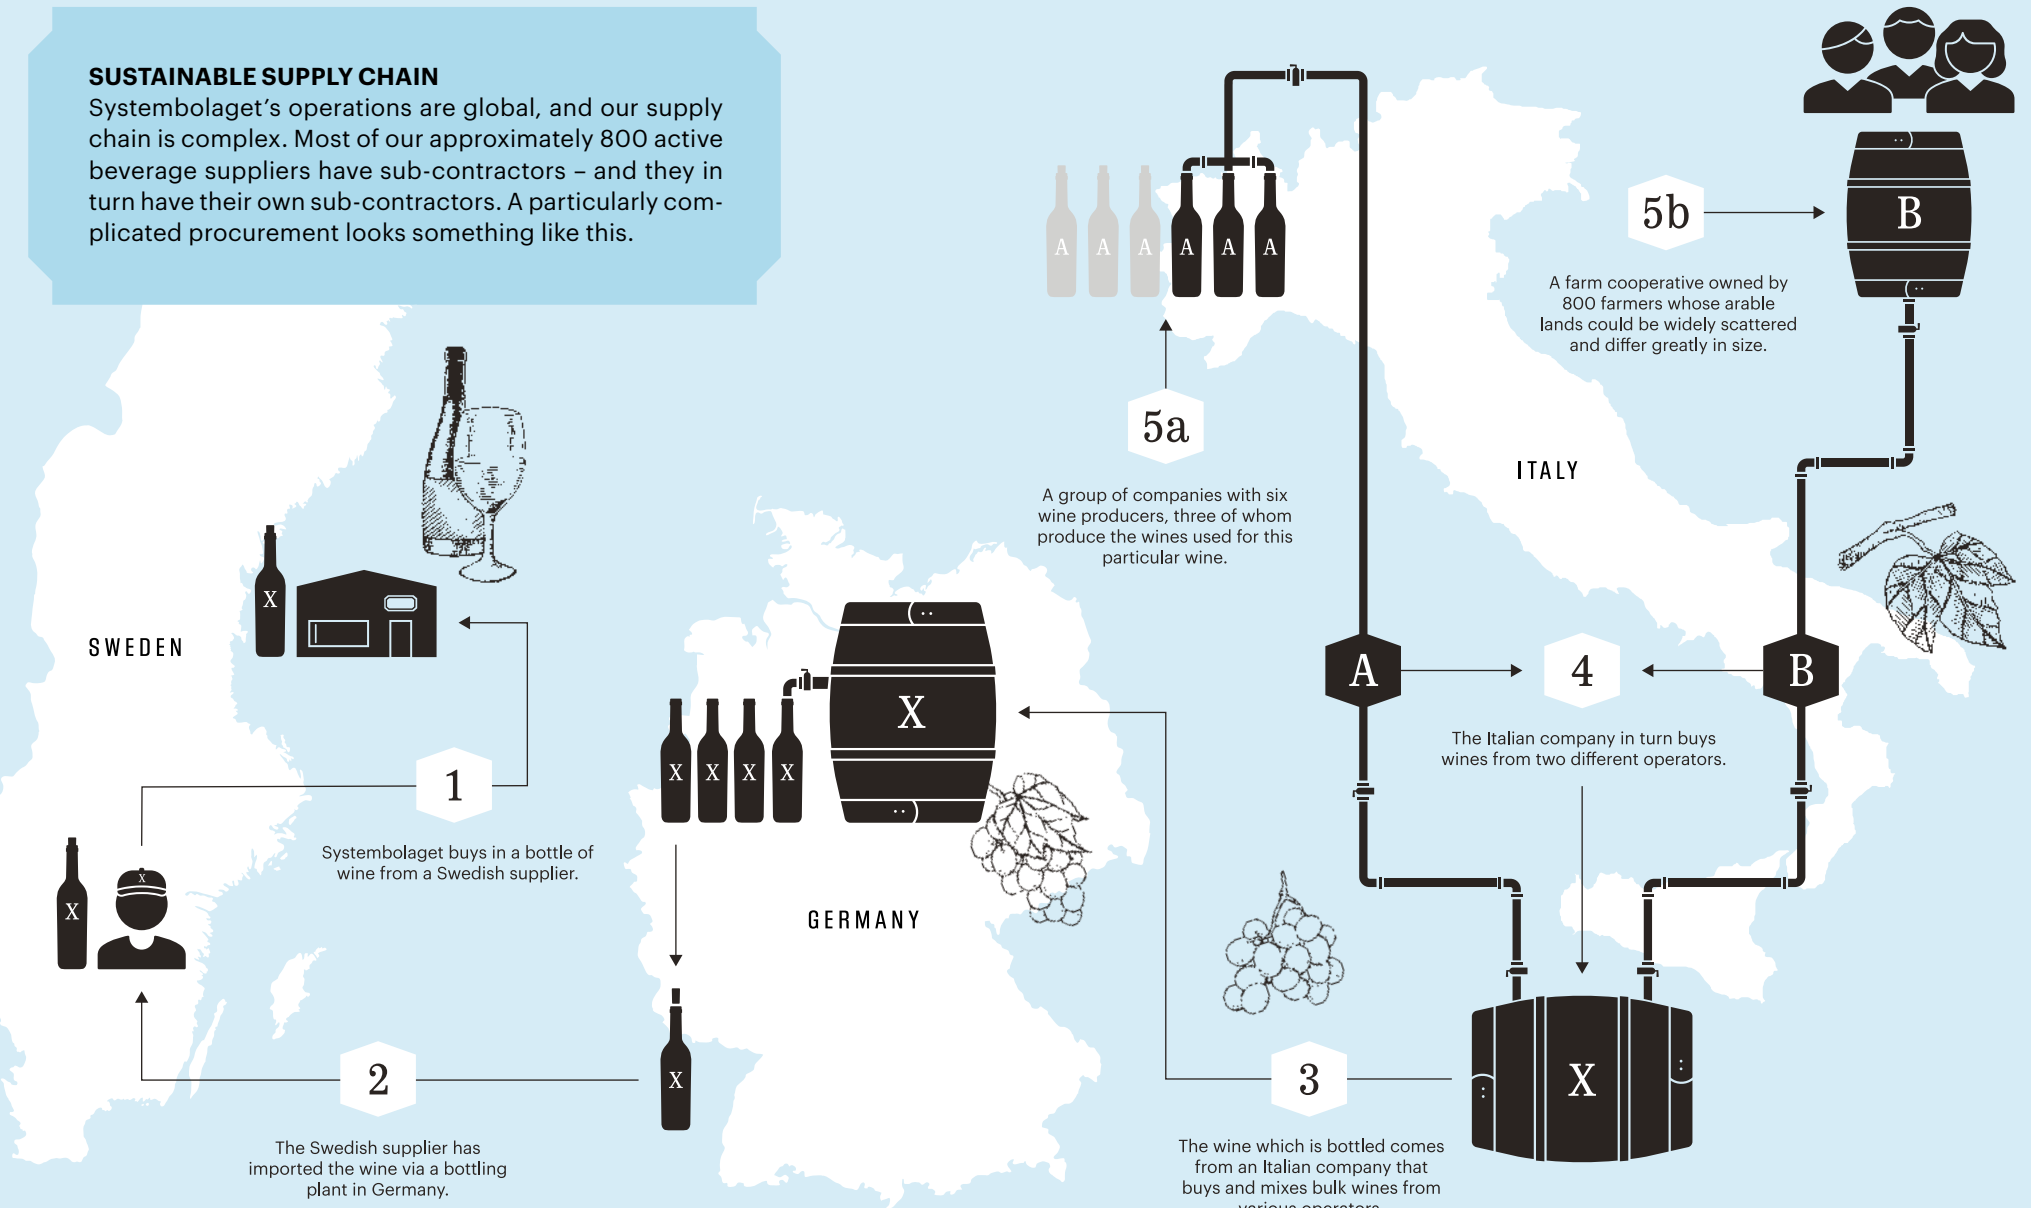 SUSTAINABLE SUPPLY CHAIN
Systembolaget's operations are global, and our supply
chain is complex. Most of our approximately 800 active
beverage suppliers have sub-contractors – and they in
turn have their own sub-contractors. A particularly com-
plicated procurement looks something like this.
A
A
A
A
A
A
5b
B
A farm cooperative owned by
800 farmers whose arable
lands could be widely scattered
and differ greatly in size.
5a
A group of companies with six
wine producers, three of whom
produce the wines used for this
particular wine.
ITALY
SWEDEN
X
X
X
X
X
X
A
4
B
The Italian company in turn buys
wines from two different operators.
1
Systembolaget buys in a bottle of
wine from a Swedish supplier.
X
X
GERMANY
2
X
3
X
The Swedish supplier has
imported the wine via a bottling
plant in Germany.
The wine which is bottled comes
from an Italian company that
buys and mixes bulk wines from
various operators.